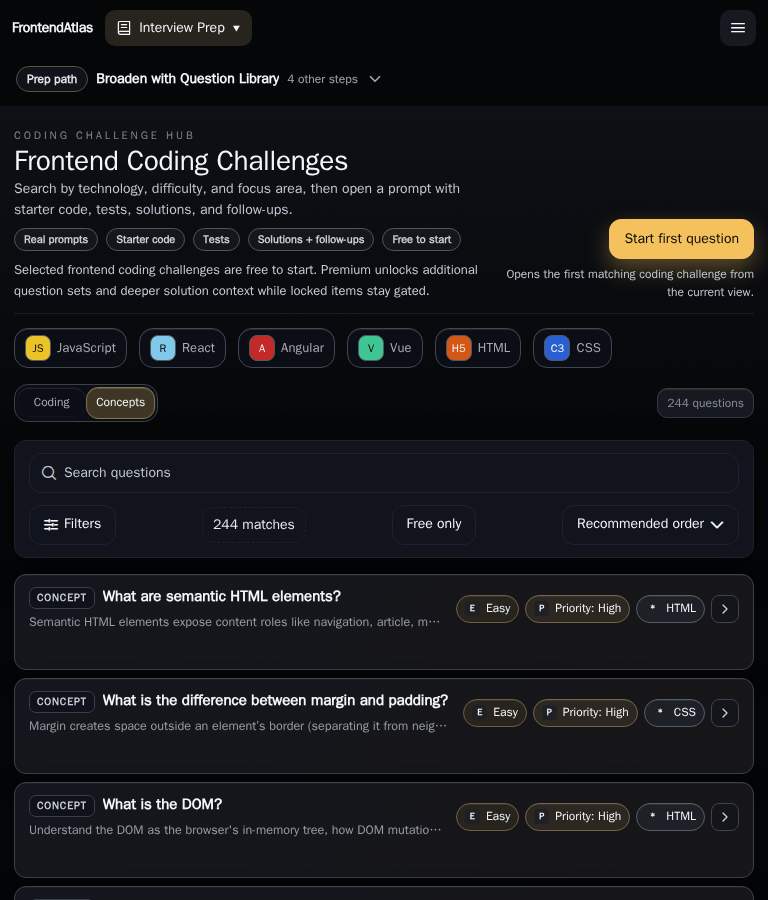 FrontendAtlas
Interview Prep ▾
Prep path Broaden with Question Library 4 other steps
CODING CHALLENGE HUB
Frontend Coding Challenges
Search by technology, difficulty, and focus area, then open a prompt with
starter code, tests, solutions, and follow-ups.
Real prompts Starter code Tests Solutions + follow-ups Free to start
Selected frontend coding challenges are free to start. Premium unlocks additional
question sets and deeper solution context while locked items stay gated.
Start first question
Opens the first matching coding challenge from
the current view.
JS JavaScript R React A Angular V Vue H5 HTML C3 CSS
Coding Concepts
244 questions
Search questions
Filters 244 matches Free only Recommended order
CONCEPT What are semantic HTML elements?
Semantic HTML elements expose content roles like navigation, article, m···
E Easy P Priority: High * HTML
CONCEPT What is the difference between margin and padding?
Margin creates space outside an element's border (separating it from neig···
E Easy P Priority: High * CSS
CONCEPT What is the DOM?
Understand the DOM as the browser's in-memory tree, how DOM mutatio···
E Easy P Priority: High * HTML